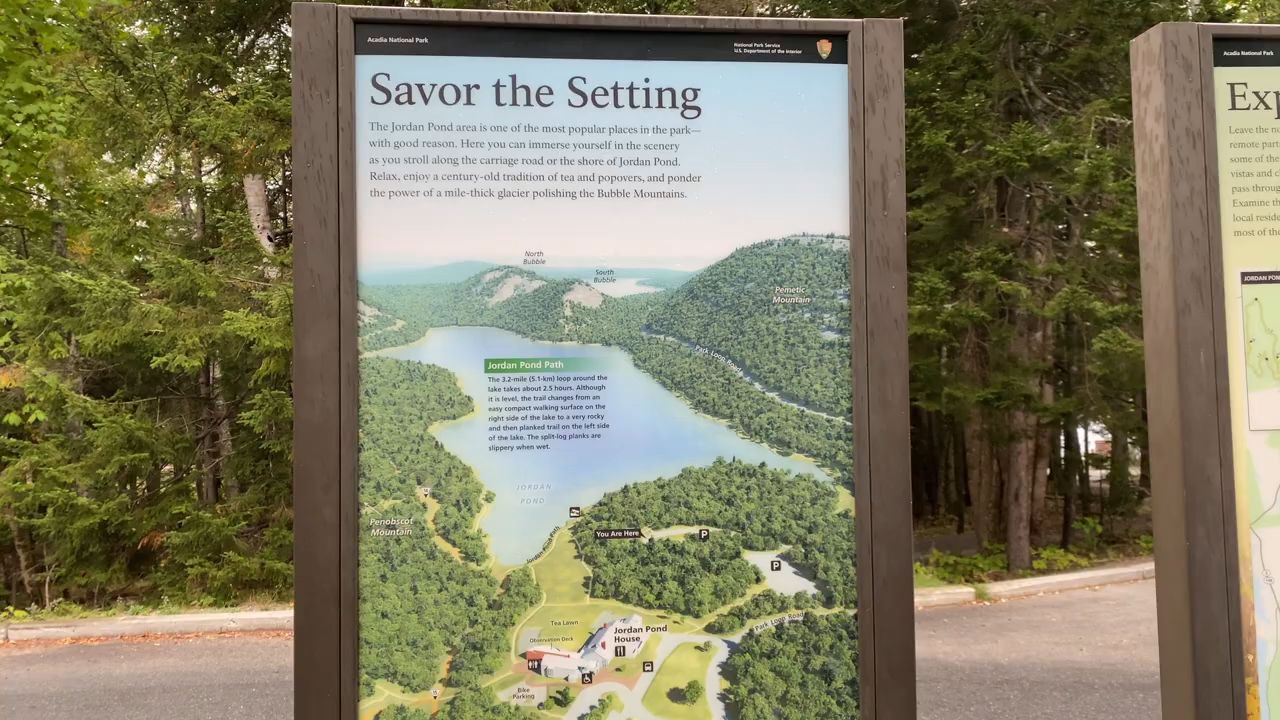 Acadia National Park
National Park Service
U.S. Department of the Interior
Savor the Setting
The Jordan Pond area is one of the most popular places in the park—
with good reason. Here you can immerse yourself in the scenery
as you stroll along the carriage road or the shore of Jordan Pond.
Relax, enjoy a century-old tradition of tea and popovers, and ponder
the power of a mile-thick glacier polishing the Bubble Mountains.
North
Bubble
South
Bubble
Pemetic
Mountain
Park Loop Road
Jordan Pond Path
The 3.2-mile (5.1-km) loop around the
lake takes about 2.5 hours. Although
it is level, the trail changes from an
easy compact walking surface on the
right side of the lake to a very rocky
and then planked trail on the left side
of the lake. The split-log planks are
slippery when wet.
JORDAN
POND
Penobscot
Mountain
You Are Here
P
P
Jordan Pond Path
Tea Lawn
Observation Deck
Jordan Pond
House
Park Loop Road
Bike
Parking
Acadia National Park
Exp
Leave the n
remote part
some of the
vistas and c
pass throug
Examine th
local reside
most of the
JORDAN PON